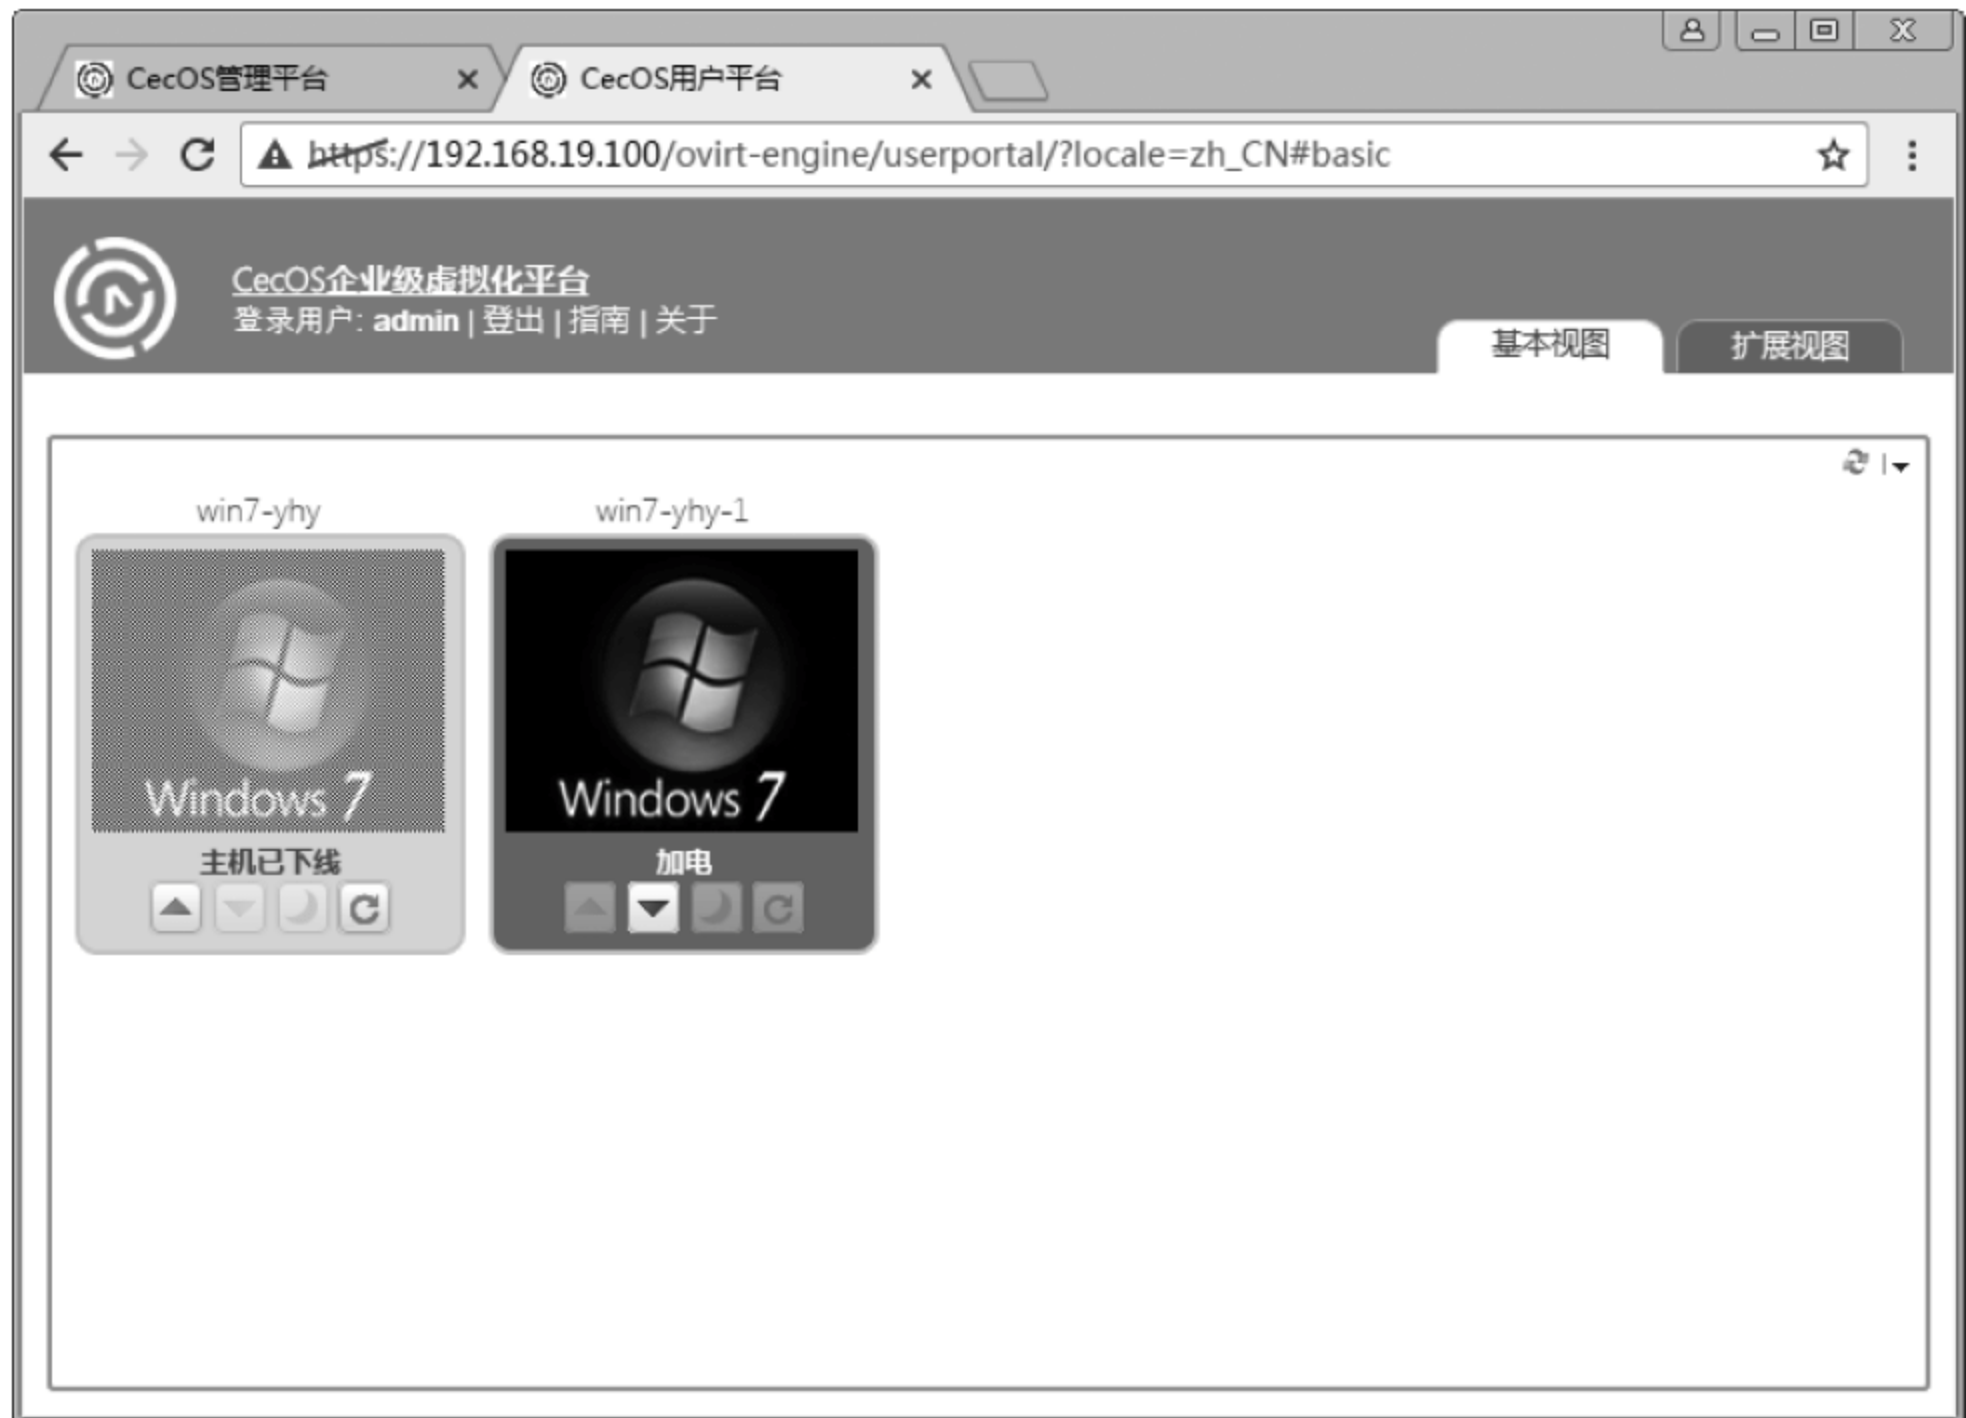 CecOS管理平台
CecOS用户平台
https://192.168.19.100/ovirt-engine/userportal/?locale=zh_CN#basic
CecOS企业级虚拟化平台
登录用户: admin | 登出 | 指南 | 关于
基本视图
扩展视图
win7-yhy
win7-yhy-1
Windows 7
Windows 7
主机已下线
加电